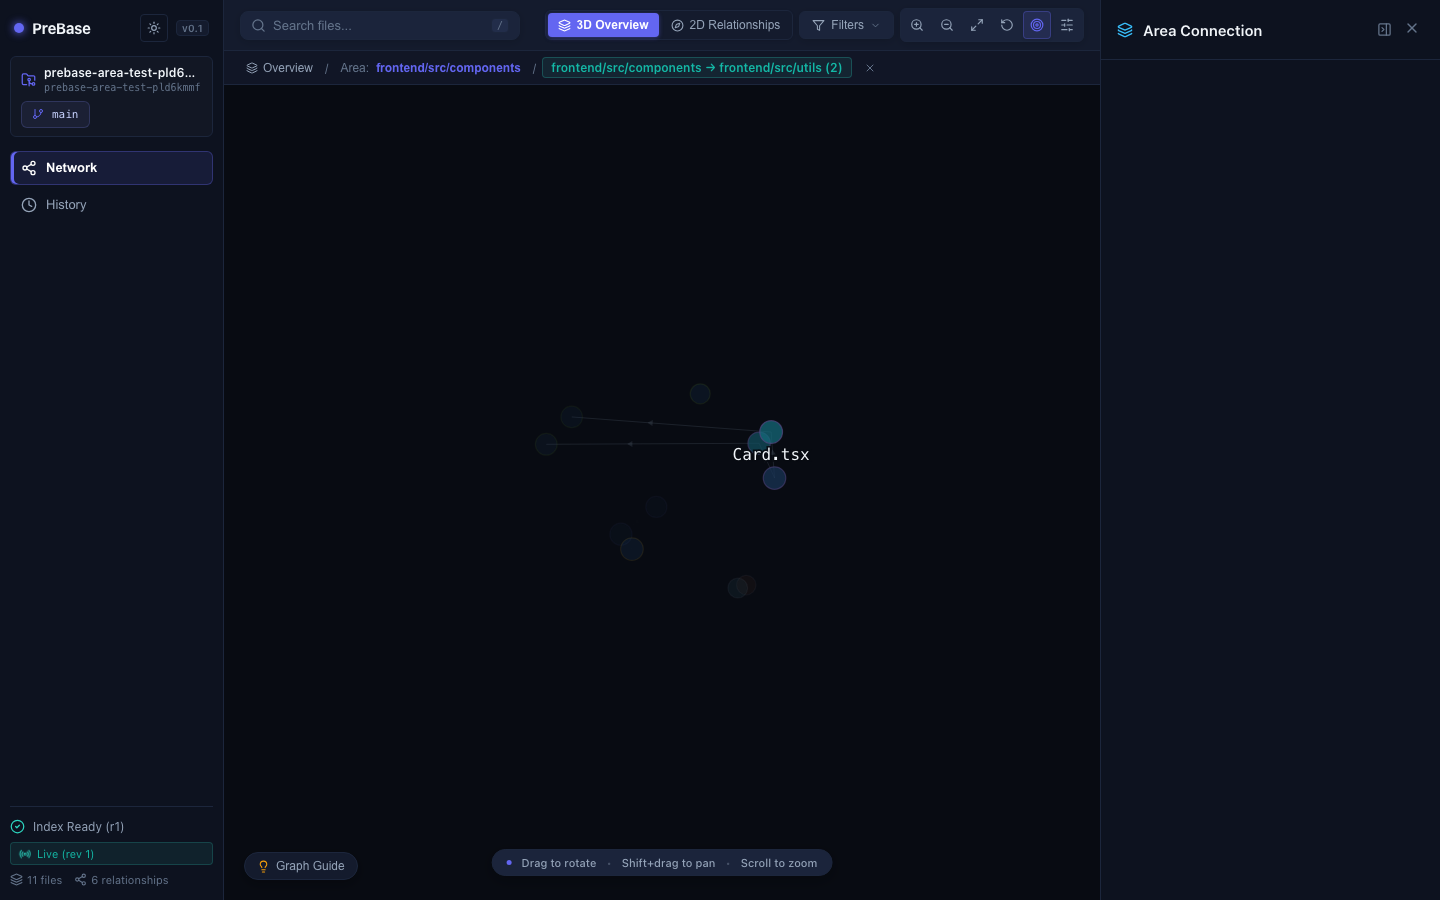 PreBase
v0.1
prebase-area-test-pld6...
prebase-area-test-pld6kmmf
main
Network
History
Index Ready (r1)
Live (rev 1)
11 files
6 relationships
Search files...
/
3D Overview
2D Relationships
Filters
Overview / Area: frontend/src/components / frontend/src/components → frontend/src/utils (2)
Card.tsx
Graph Guide
Drag to rotate · Shift+drag to pan · Scroll to zoom
Area Connection